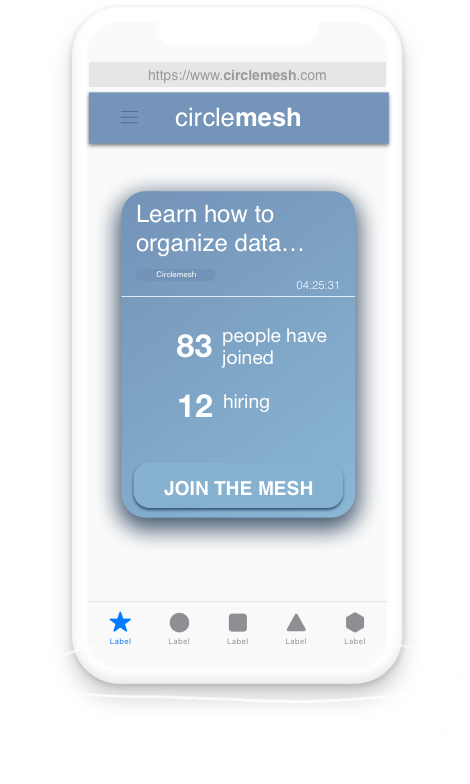 https://www.circlemesh.com
circlemesh
Learn how to
organize data…
Circlemesh
04:25:31
83 people have
joined
12 hiring
JOIN THE MESH
Label Label Label Label Label